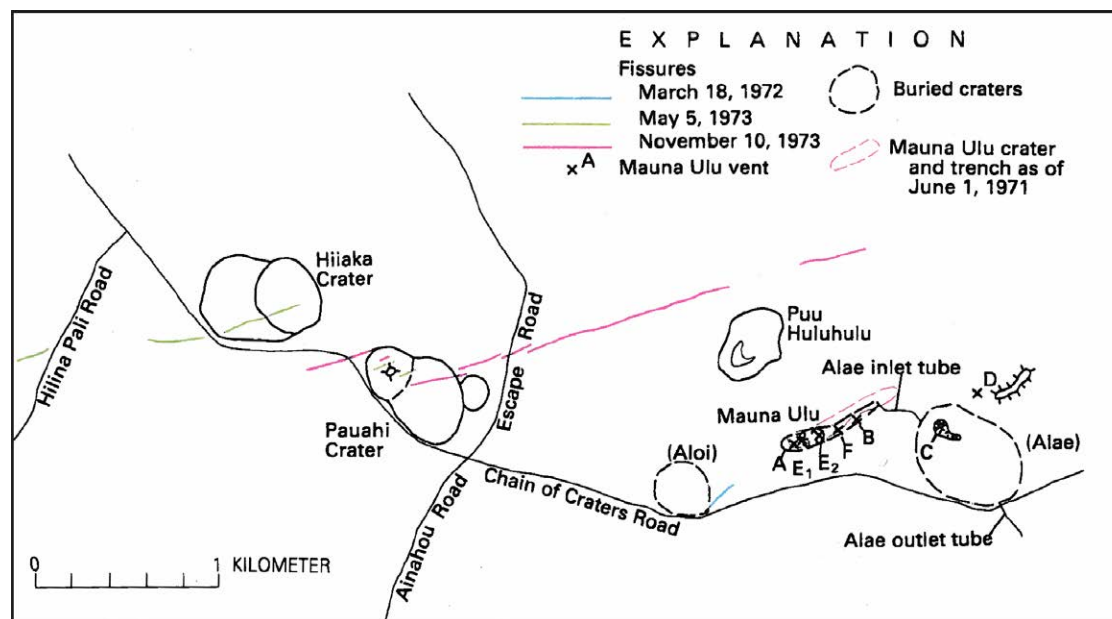 E X P L A N A T I O N
Fissures
March 18, 1972
May 5, 1973
November 10, 1973
× A Mauna Ulu vent
Buried craters
Mauna Ulu crater
and trench as of
June 1, 1971
Hilina Pali Road
Hiiaka
Crater
Pauahi
Crater
Escape Road
Ainahou Road
Chain of Craters Road
Puu
Huluhulu
Alae inlet tube
Mauna Ulu
(Aloi)
A
E1
E2
F
B
C
D
(Alae)
Alae outlet tube
0 1 KILOMETER